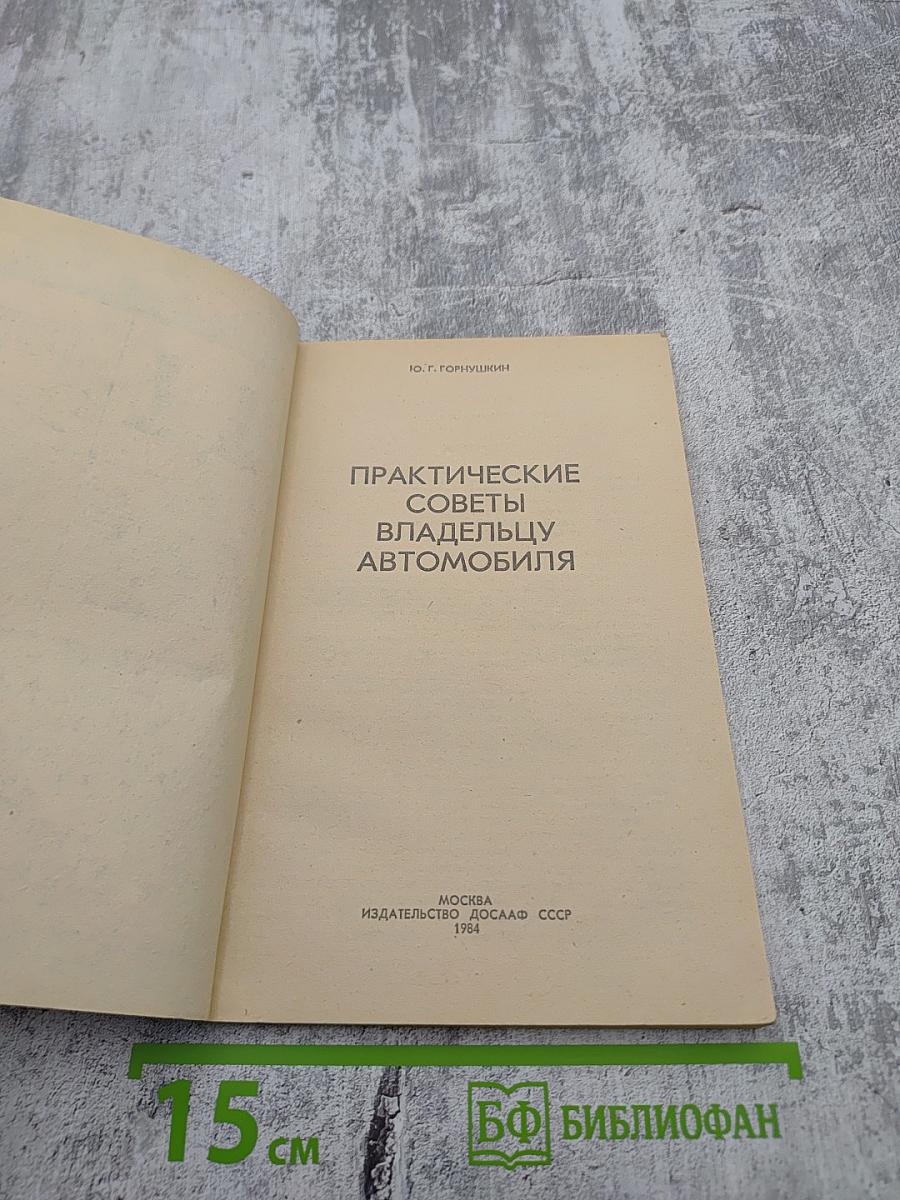 Ю. Г. ГОРНУШКИН
ПРАКТИЧЕСКИЕ
СОВЕТЫ
ВЛАДЕЛЬЦУ
АВТОМОБИЛЯ
МОСКВА
ИЗДАТЕЛЬСТВО ДОСААФ СССР
1984
15 см
БФ БИБЛИОФАН